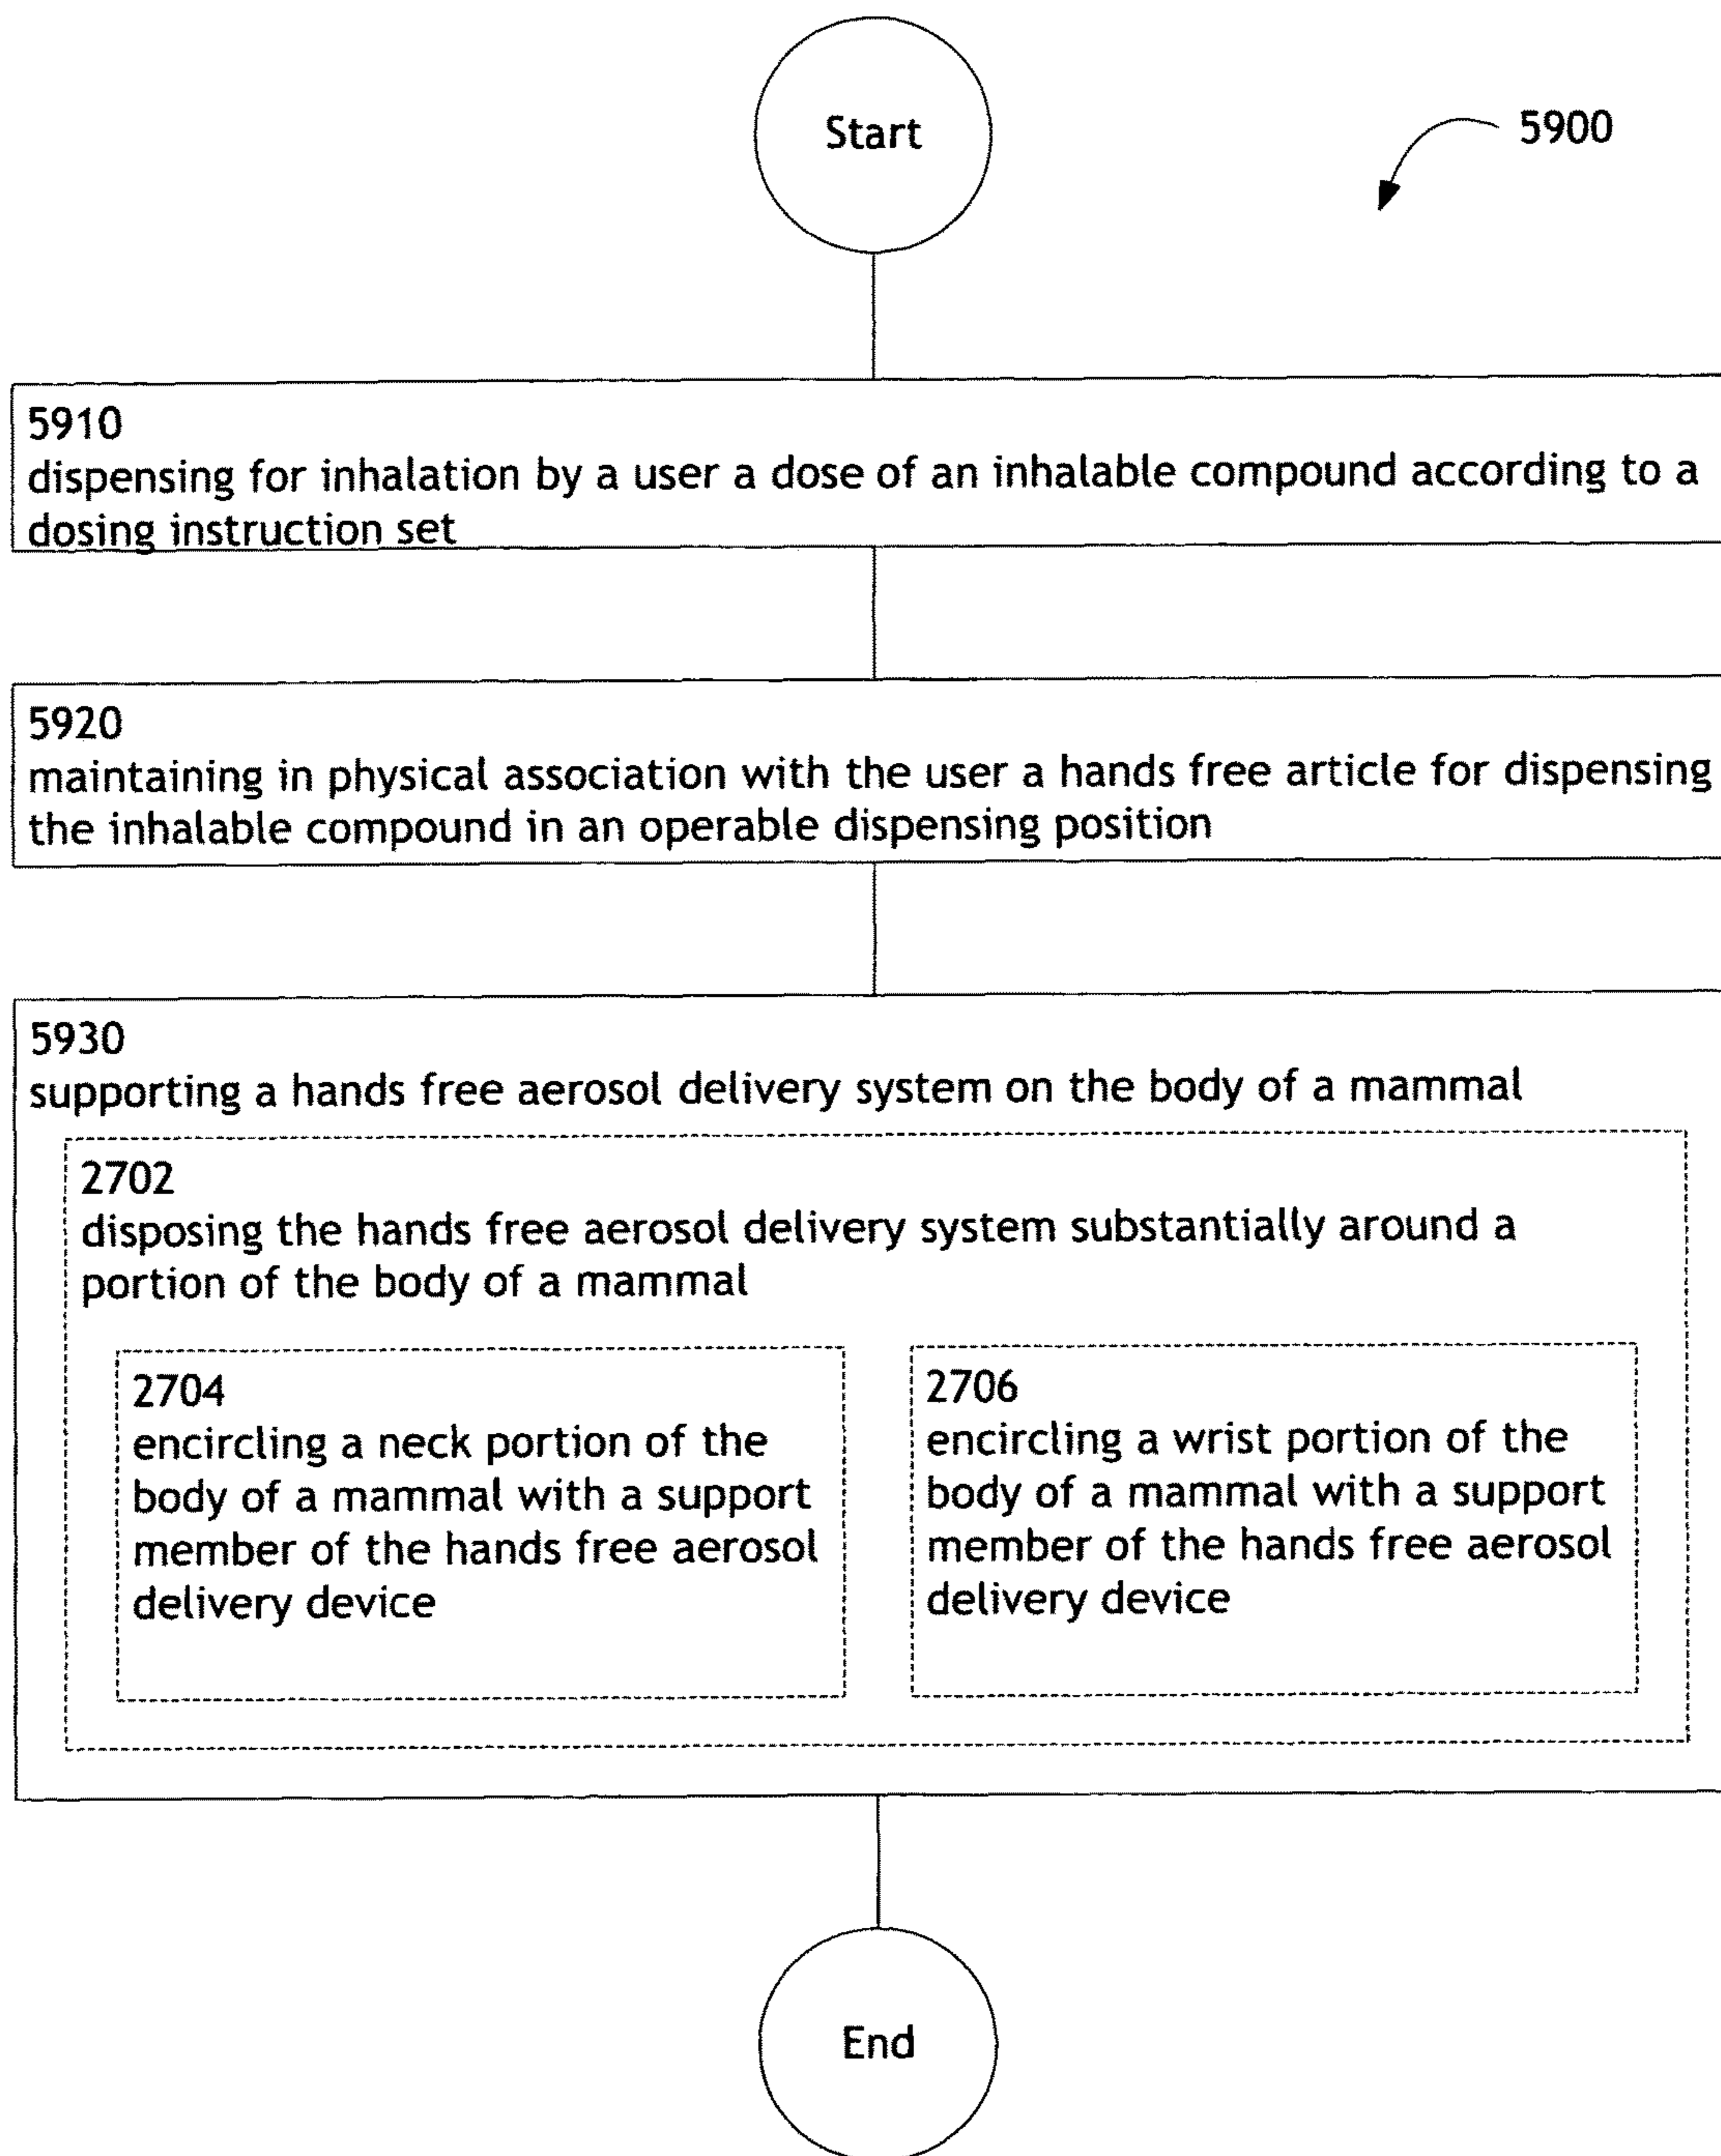 Start
5900
5910
dispensing for inhalation by a user a dose of an inhalable compound according to a
dosing instruction set
5920
maintaining in physical association with the user a hands free article for dispensing
the inhalable compound in an operable dispensing position
5930
supporting a hands free aerosol delivery system on the body of a mammal
2702
disposing the hands free aerosol delivery system substantially around a
portion of the body of a mammal
2704
encircling a neck portion of the
body of a mammal with a support
member of the hands free aerosol
delivery device
2706
encircling a wrist portion of the
body of a mammal with a support
member of the hands free aerosol
delivery device
End